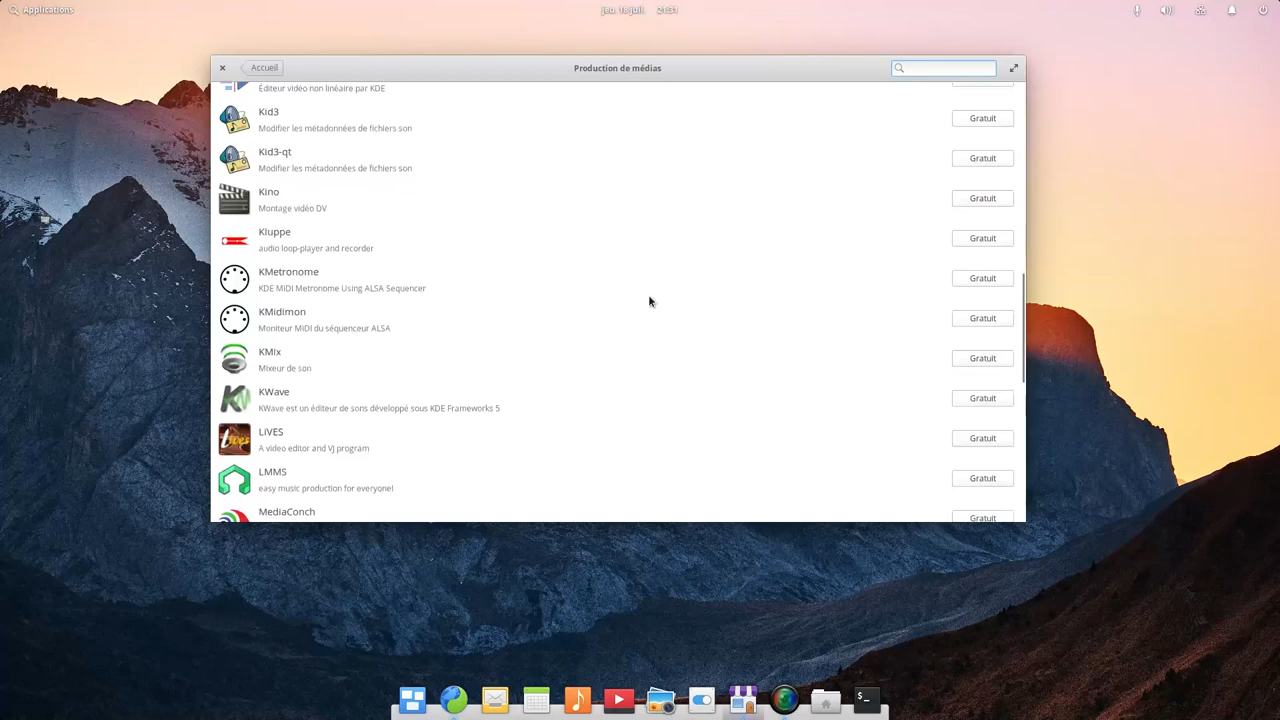 Applications
jeu. 18 juil. 21:31
Accueil
Production de médias
Éditeur vidéo non linéaire par KDE
Kid3
Modifier les métadonnées de fichiers son
Gratuit
Kid3-qt
Modifier les métadonnées de fichiers son
Gratuit
Kino
Montage vidéo DV
Gratuit
Kluppe
audio loop-player and recorder
Gratuit
KMetronome
KDE MIDI Metronome Using ALSA Sequencer
Gratuit
KMidimon
Moniteur MIDI du séquenceur ALSA
Gratuit
KMix
Mixeur de son
Gratuit
KWave
KWave est un éditeur de sons développé sous KDE Frameworks 5
Gratuit
LiVES
A video editor and VJ program
Gratuit
LMMS
easy music production for everyone!
Gratuit
MediaConch
Gratuit